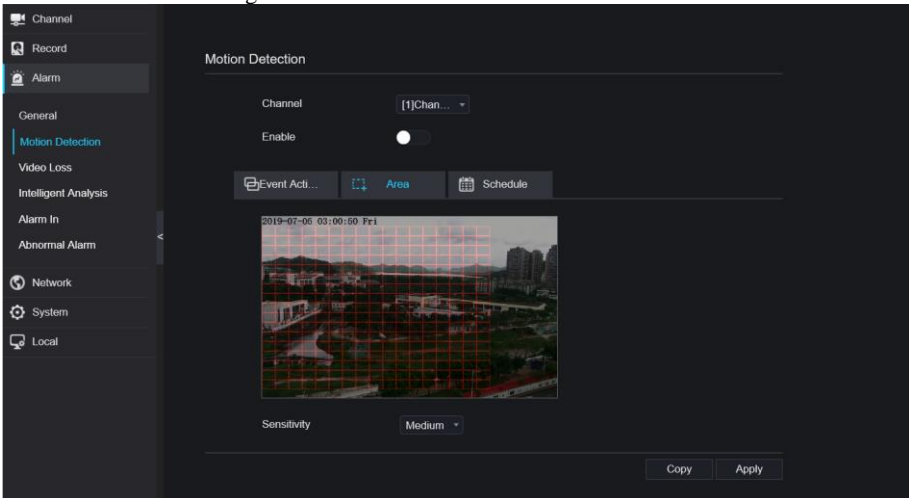 Channel
Record
Alarm
General
Motion Detection
Video Loss
Intelligent Analysis
Alarm In
Abnormal Alarm
<
Network
System
Local
Motion Detection
Channel [1]Chan...
Enable
Event Acti... Area Schedule
2019-07-05 03:00:50 Fri
Sensitivity Medium
Copy Apply